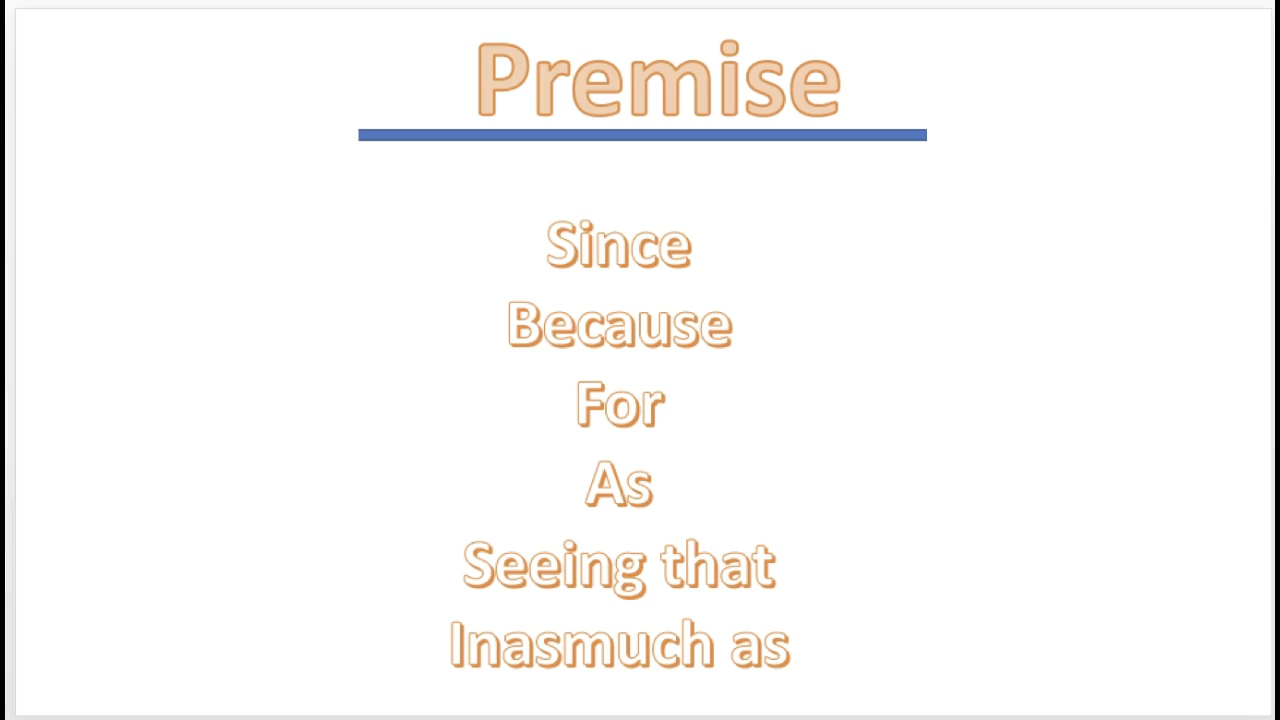 Premise
Since
Because
For
As
Seeing that
Inasmuch as